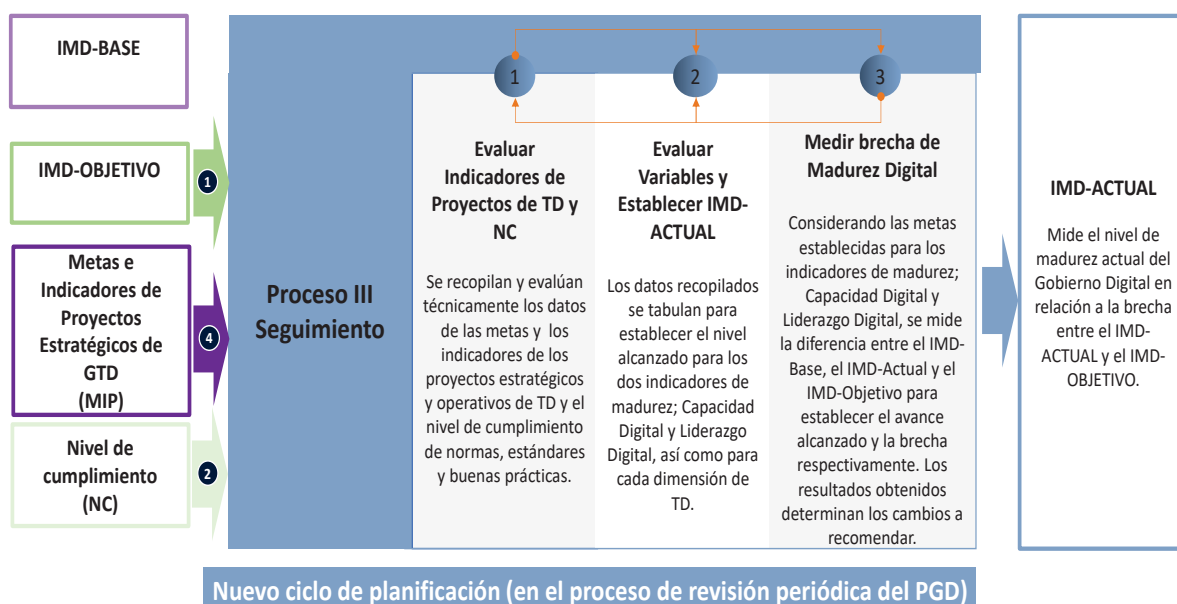 IMD-BASE
IMD-OBJETIVO
1
Metas e
Indicadores de
Proyectos
Estratégicos de
GTD
(MIP)
4
Nivel de
cumplimiento
(NC)
2
Proceso III
Seguimiento
1
Evaluar
Indicadores de
Proyectos de TD y
NC
Se recopilan y evalúan
técnicamente los datos
de las metas y los
indicadores de los
proyectos estratégicos
y operativos de TD y el
nivel de cumplimiento
de normas, estándares
y buenas prácticas.
2
Evaluar
Variables y
Establecer IMD-
ACTUAL
Los datos recopilados
se tabulan para
establecer el nivel
alcanzado para los
dos indicadores de
madurez; Capacidad
Digital y Liderazgo
Digital, así como para
cada dimensión de
TD.
3
Medir brecha de
Madurez Digital
Considerando las metas
establecidas para los
indicadores de madurez;
Capacidad Digital y
Liderazgo Digital, se mide
la diferencia entre el IMD-
Base, el IMD-Actual y el
IMD-Objetivo para
establecer el avance
alcanzado y la brecha
respectivamente. Los
resultados obtenidos
determinan los cambios a
recomendar.
IMD-ACTUAL
Mide el nivel de
madurez actual del
Gobierno Digital en
relación a la brecha
entre el IMD-
ACTUAL y el IMD-
OBJETIVO.
Nuevo ciclo de planificación (en el proceso de revisión periódica del PGD)